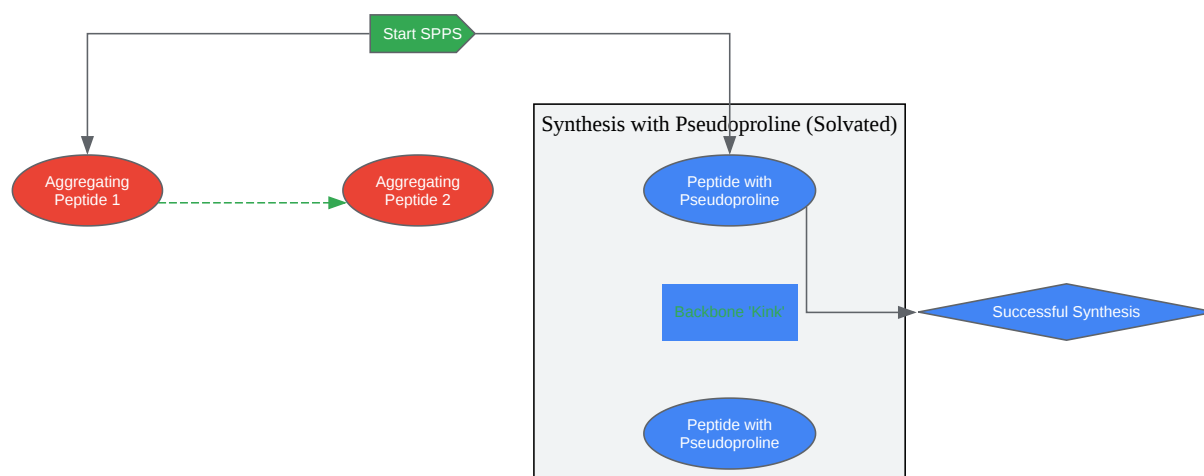 Start SPPS
Synthesis with Pseudoproline (Solvated)
Aggregating
Peptide 1
Aggregating
Peptide 2
Peptide with
Pseudoproline
Backbone 'Kink'
Successful Synthesis
Peptide with
Pseudoproline